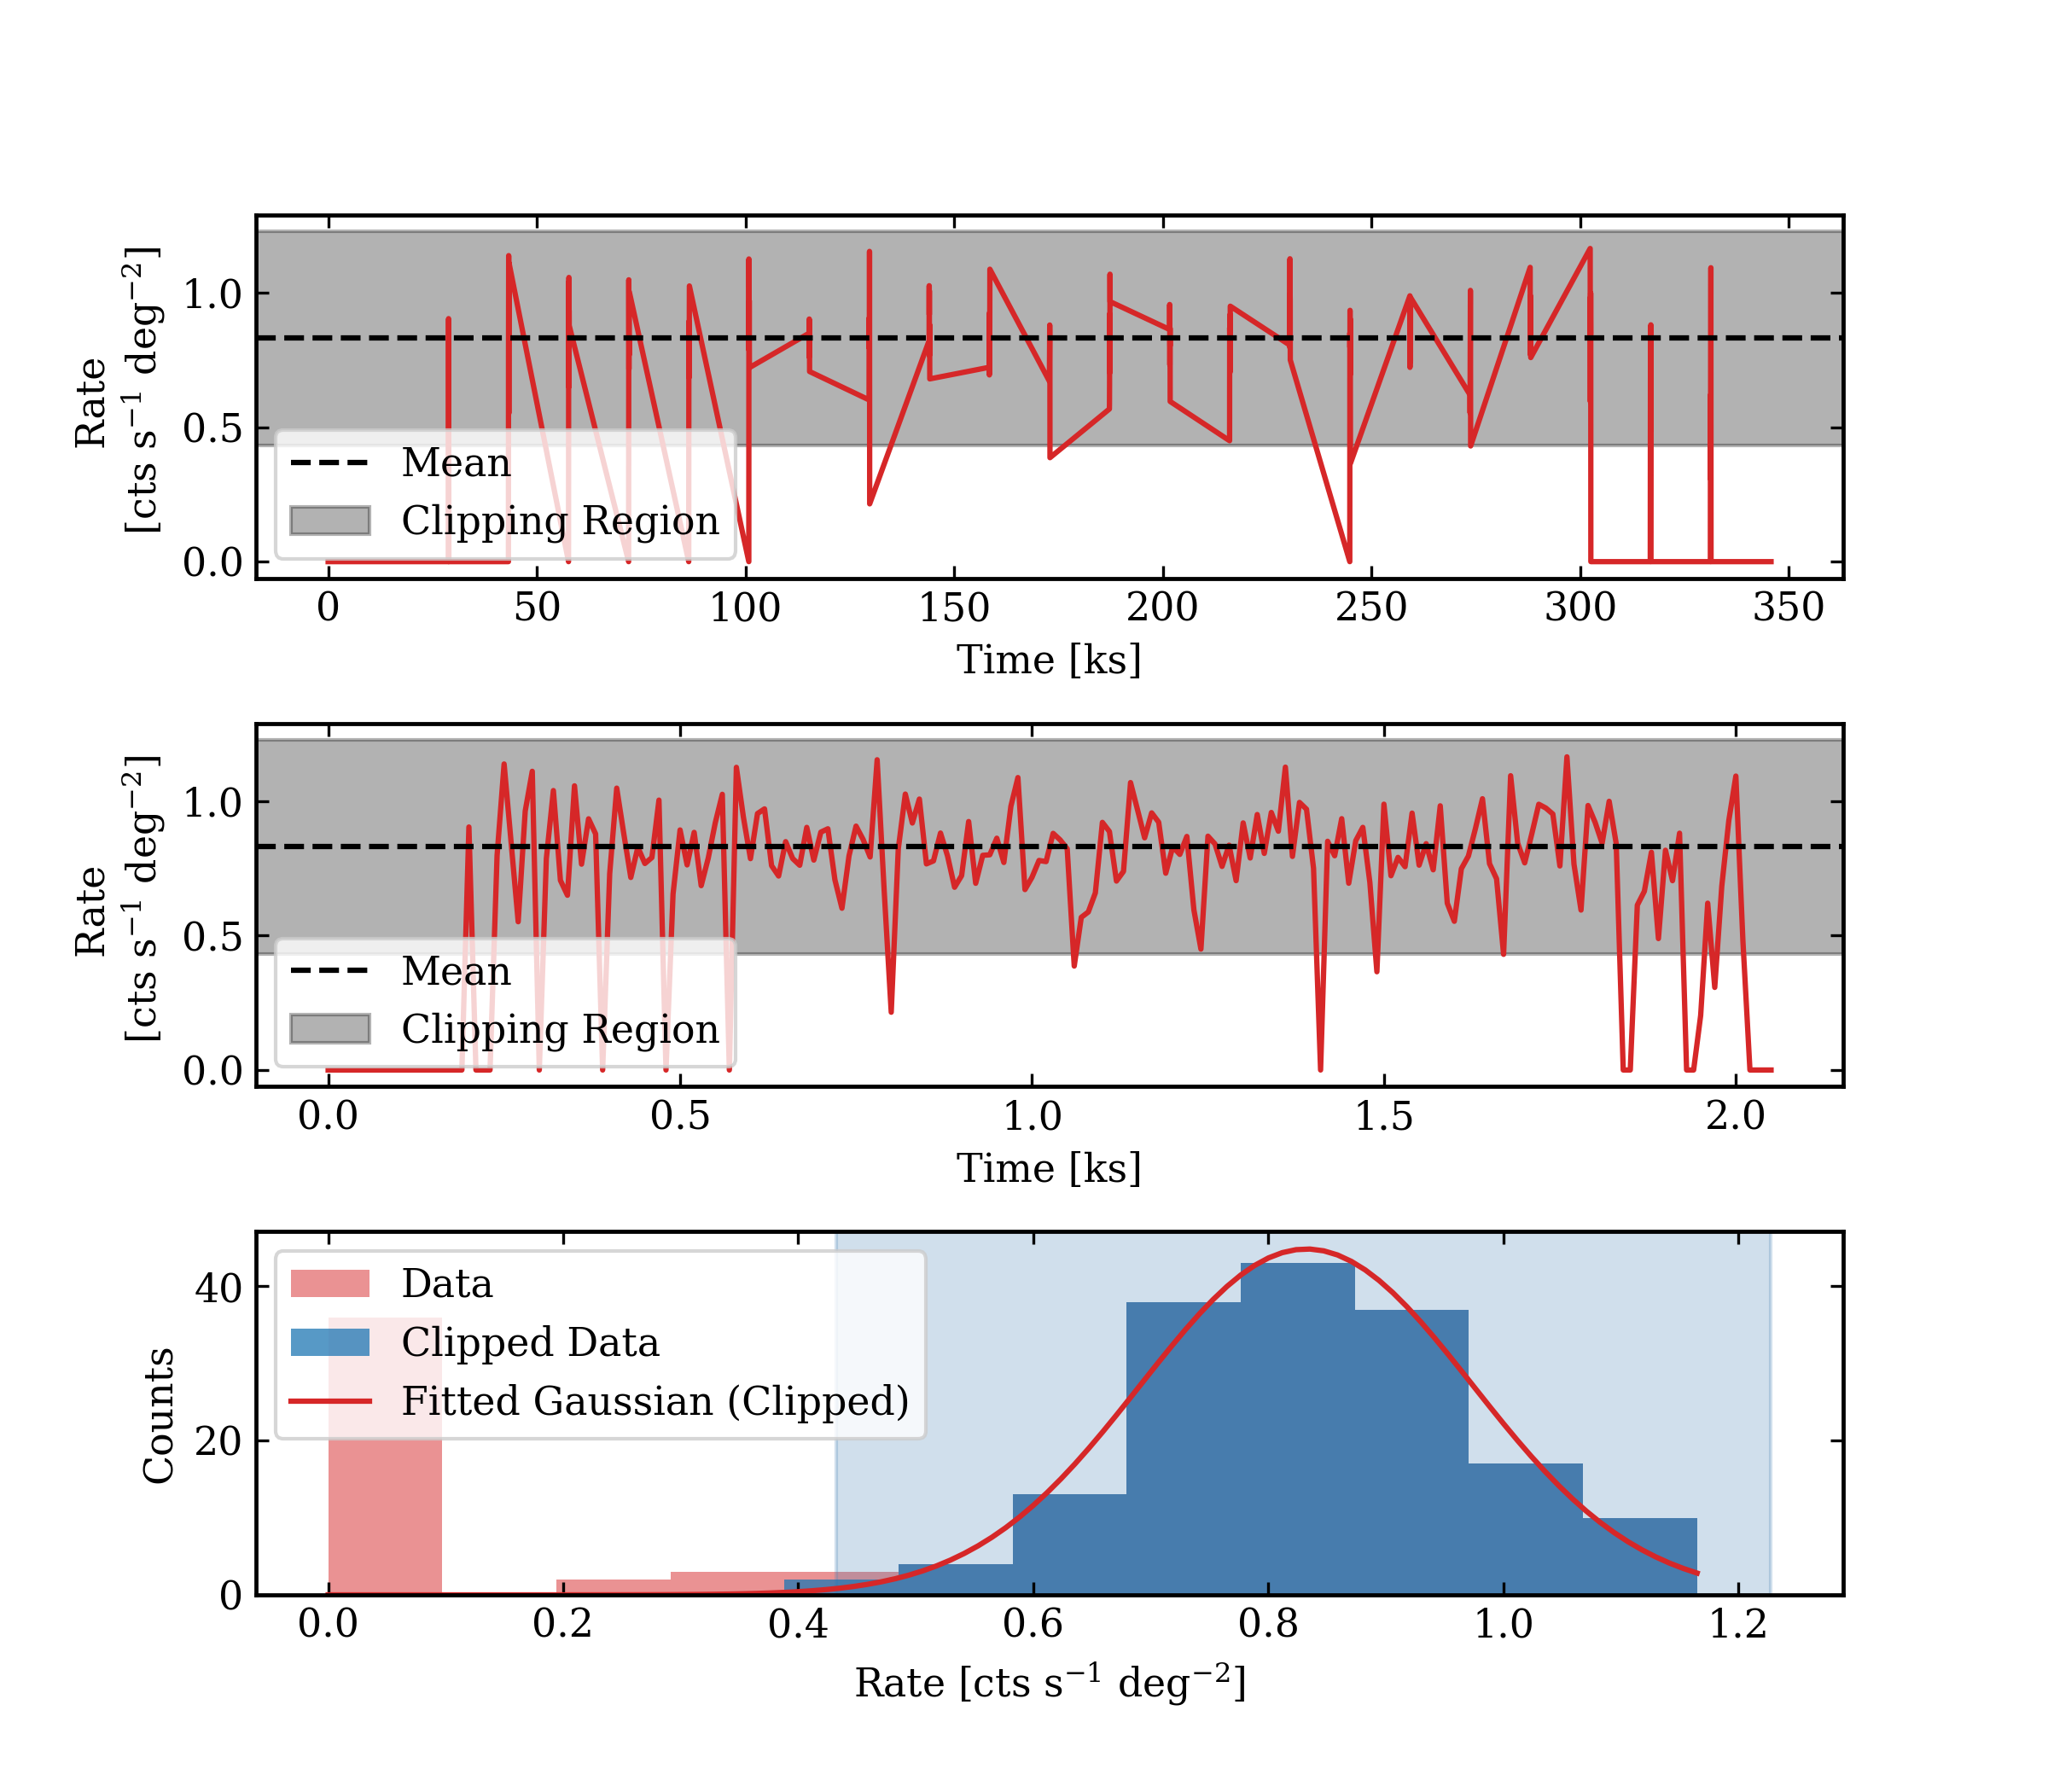 Rate
[cts s⁻¹ deg⁻²]
1.0
0.5
0.0
Mean
Clipping Region
0 50 100 150 200 250 300 350
Time [ks]
Rate
[cts s⁻¹ deg⁻²]
1.0
0.5
0.0
Mean
Clipping Region
0.0 0.5 1.0 1.5 2.0
Time [ks]
Counts
40
20
0
Data
Clipped Data
Fitted Gaussian (Clipped)
0.0 0.2 0.4 0.6 0.8 1.0 1.2
Rate [cts s⁻¹ deg⁻²]